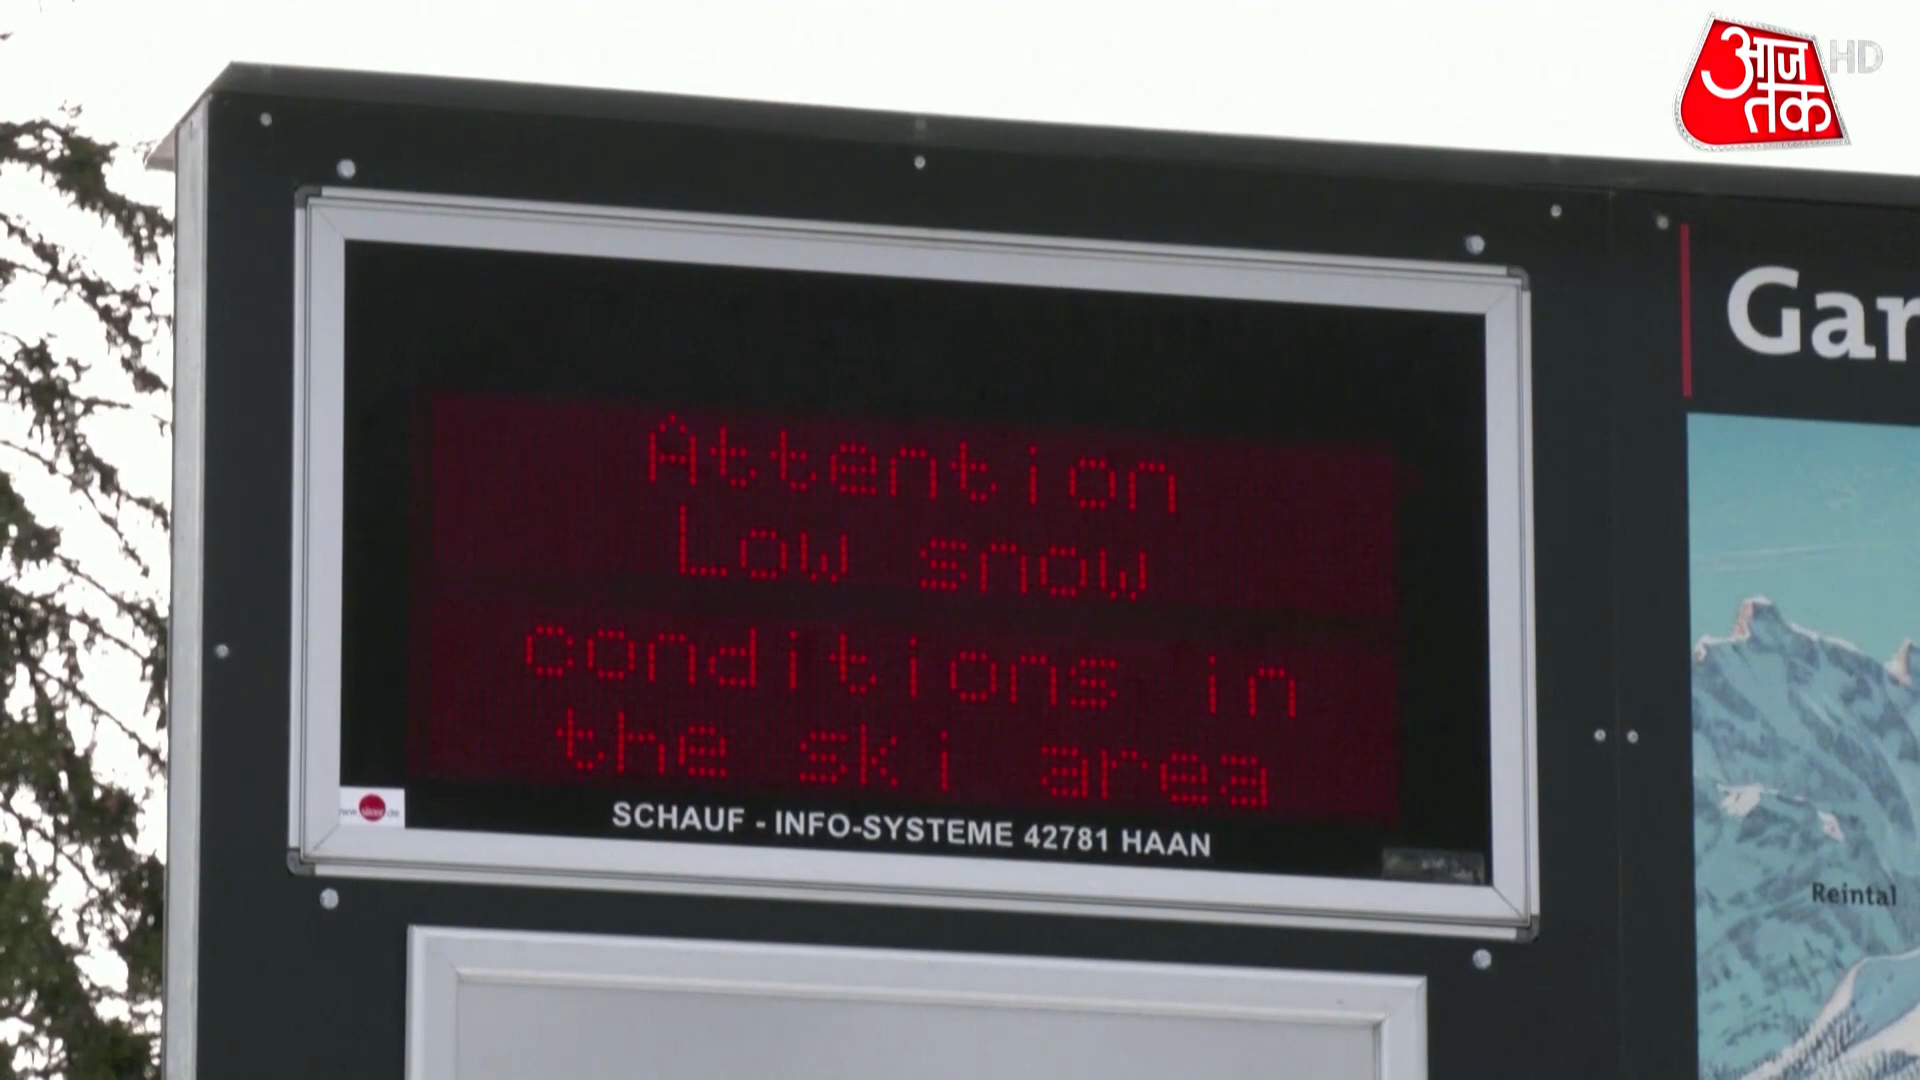 आज
तक
HD
Attention
Low snow
conditions in
the ski area
SCHAUF - INFO-SYSTEME 42781 HAAN
Gar
Reintal